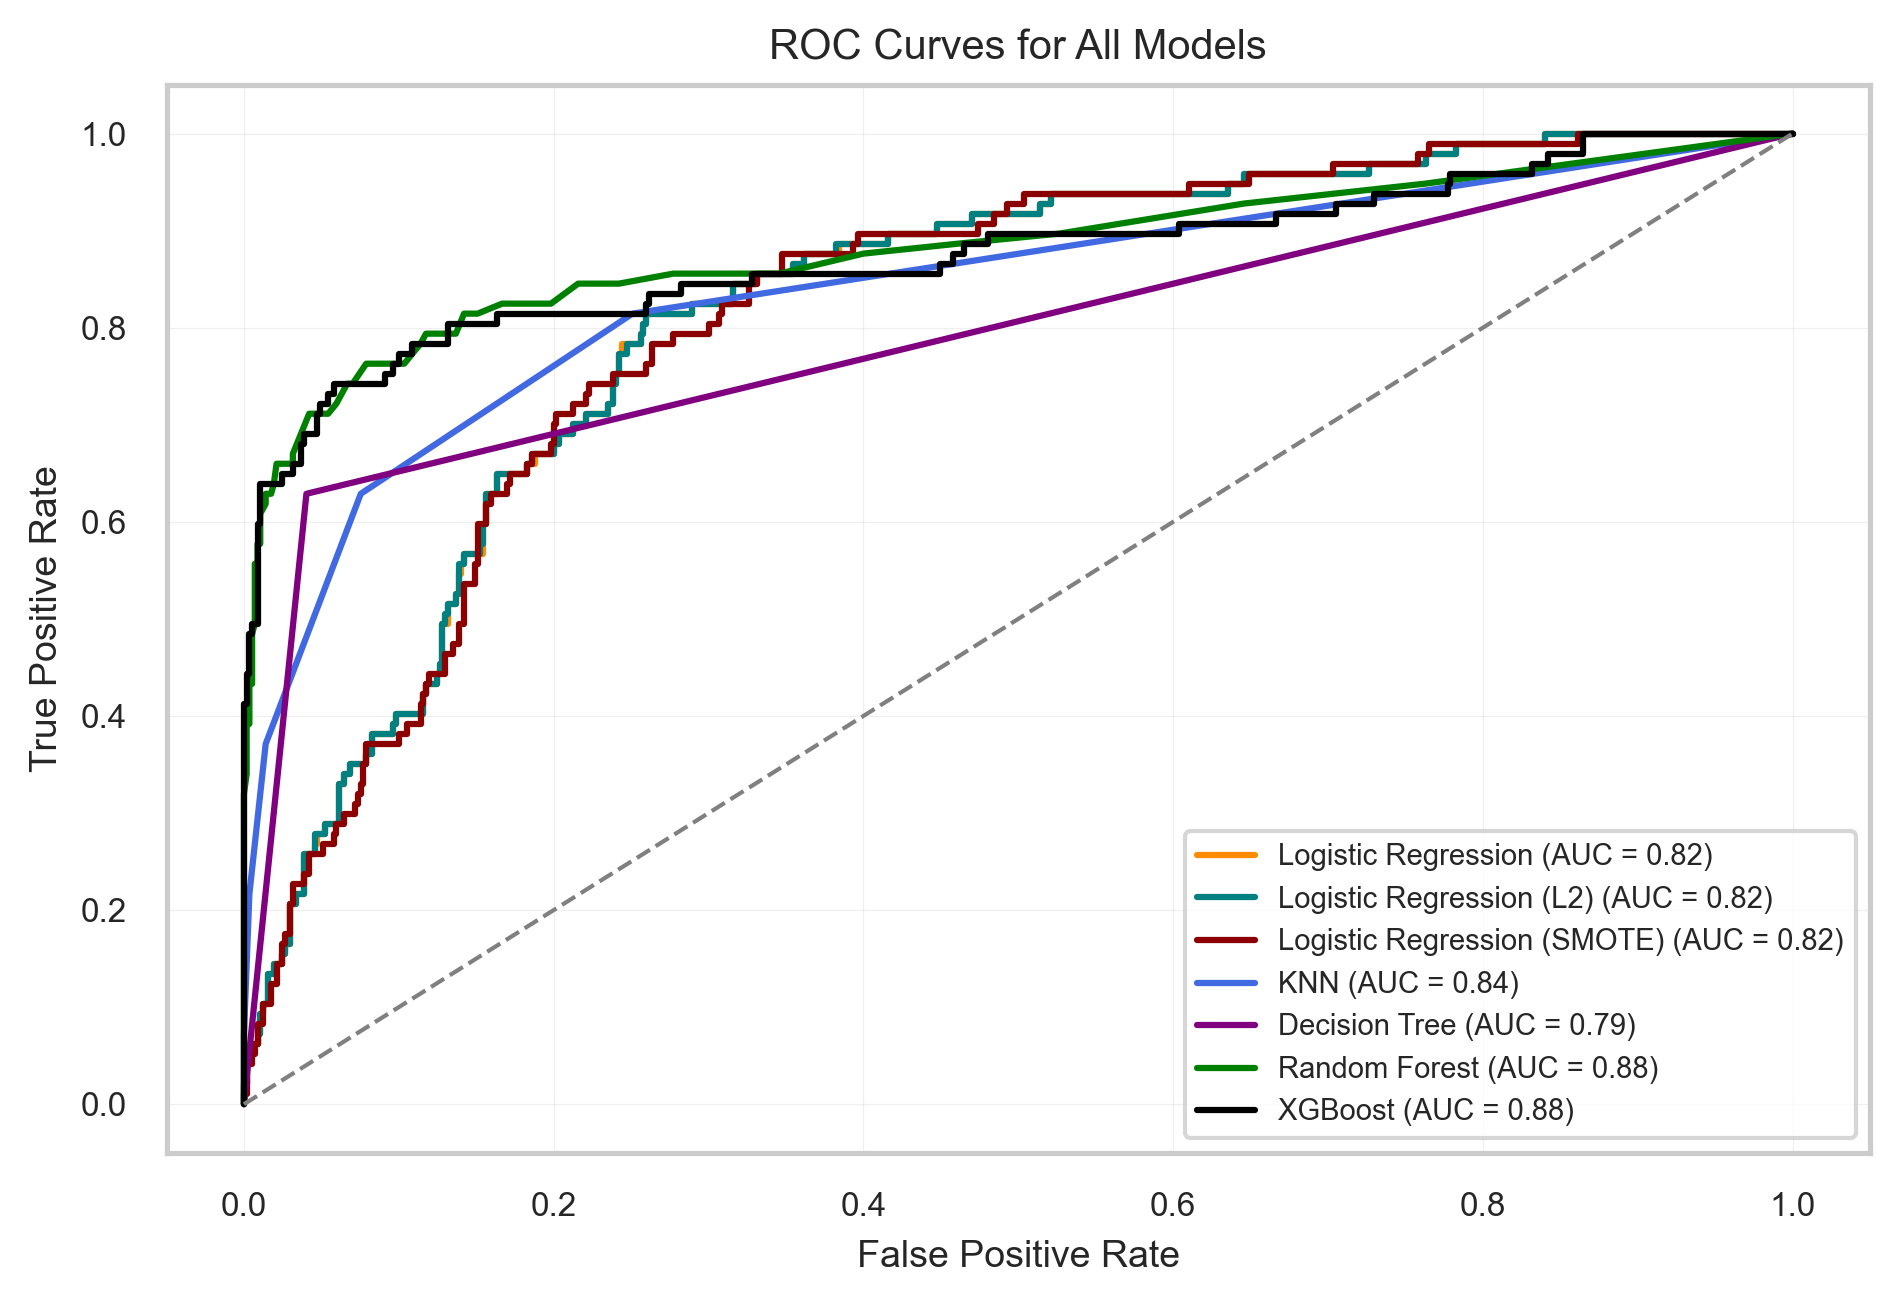 ROC Curves for All Models
True Positive Rate
1.0
0.8
0.6
0.4
0.2
0.0
Logistic Regression (AUC = 0.82)
Logistic Regression (L2) (AUC = 0.82)
Logistic Regression (SMOTE) (AUC = 0.82)
KNN (AUC = 0.84)
Decision Tree (AUC = 0.79)
Random Forest (AUC = 0.88)
XGBoost (AUC = 0.88)
0.0 0.2 0.4 0.6 0.8 1.0
False Positive Rate